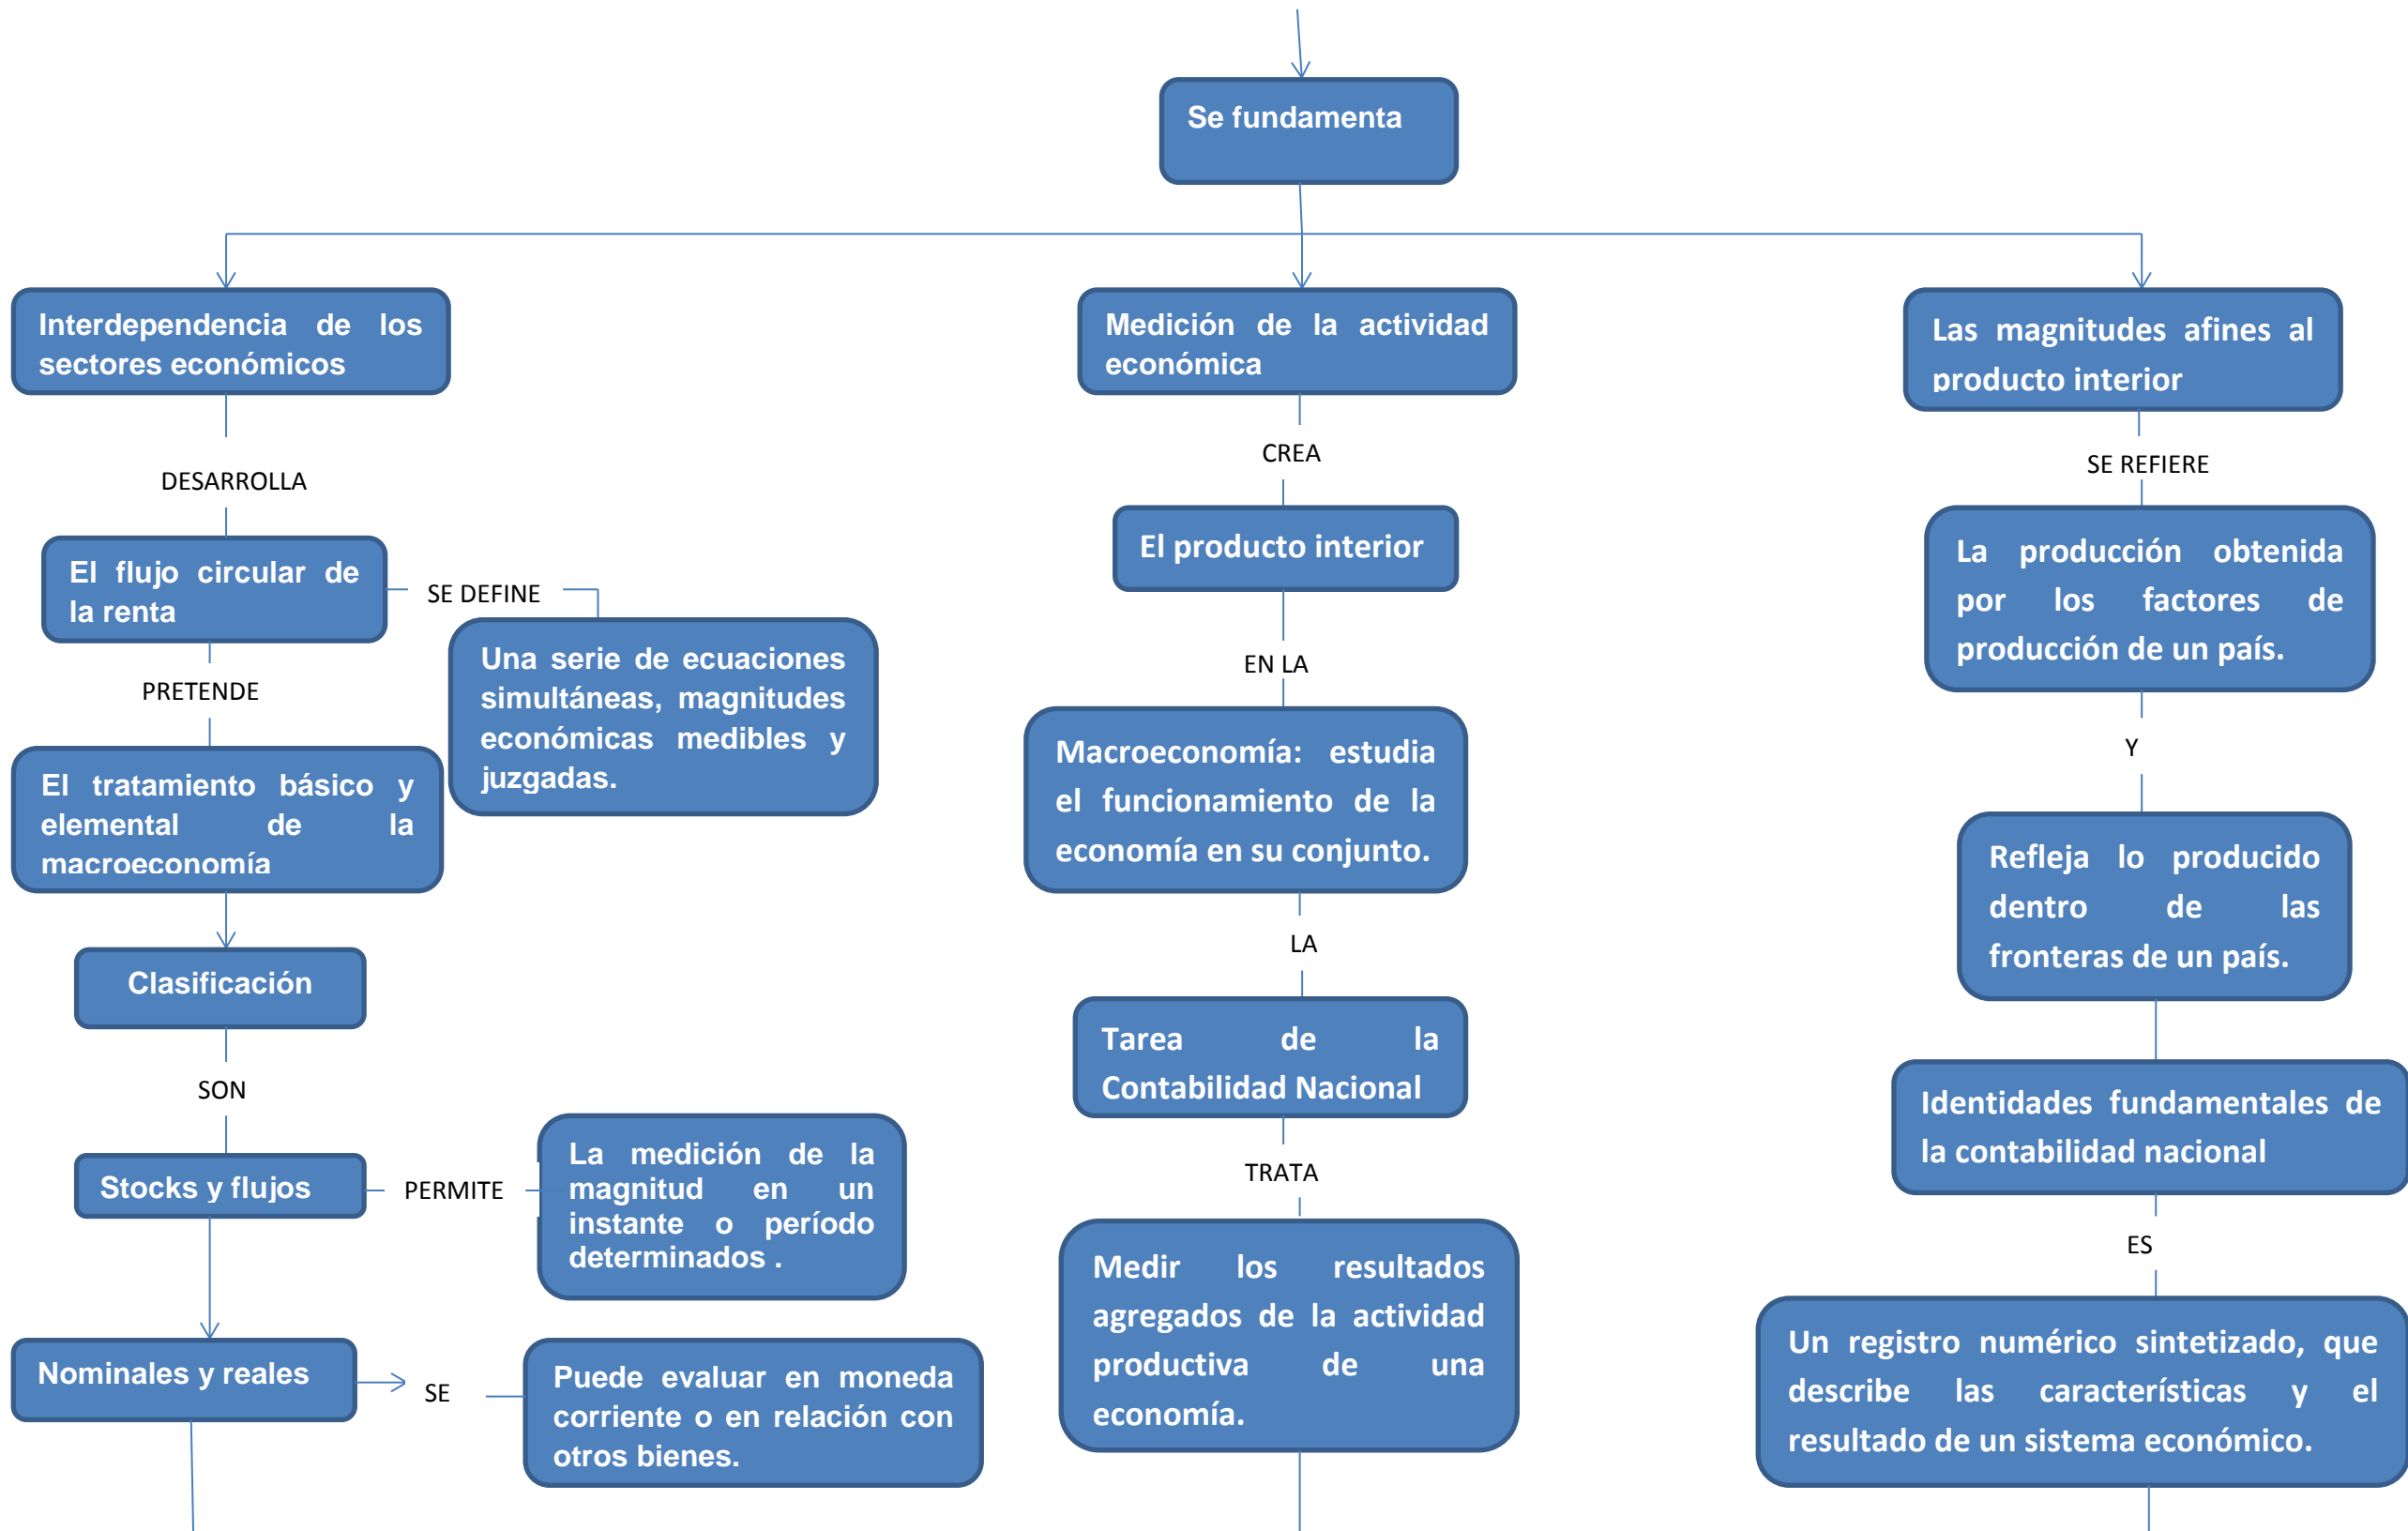 Se fundamenta
Interdependencia de los
sectores económicos
DESARROLLA
El flujo circular de
la renta
SE DEFINE
Una serie de ecuaciones
simultáneas, magnitudes
económicas medibles y
juzgadas.
PRETENDE
El tratamiento básico y
elemental de la
macroeconomía
Clasificación
SON
Stocks y flujos
PERMITE
La medición de la
magnitud en un
instante o período
determinados .
Nominales y reales
SE
Puede evaluar en moneda
corriente o en relación con
otros bienes.
Medición de la actividad
económica
CREA
El producto interior
EN LA
Macroeconomía: estudia
el funcionamiento de la
economía en su conjunto.
LA
Tarea de la
Contabilidad Nacional
TRATA
Medir los resultados
agregados de la actividad
productiva de una
economía.
Las magnitudes afines al
producto interior
SE REFIERE
La producción obtenida
por los factores de
producción de un país.
Y
Refleja lo producido
dentro de las
fronteras de un país.
Identidades fundamentales de
la contabilidad nacional
ES
Un registro numérico sintetizado, que
describe las características y el
resultado de un sistema económico.